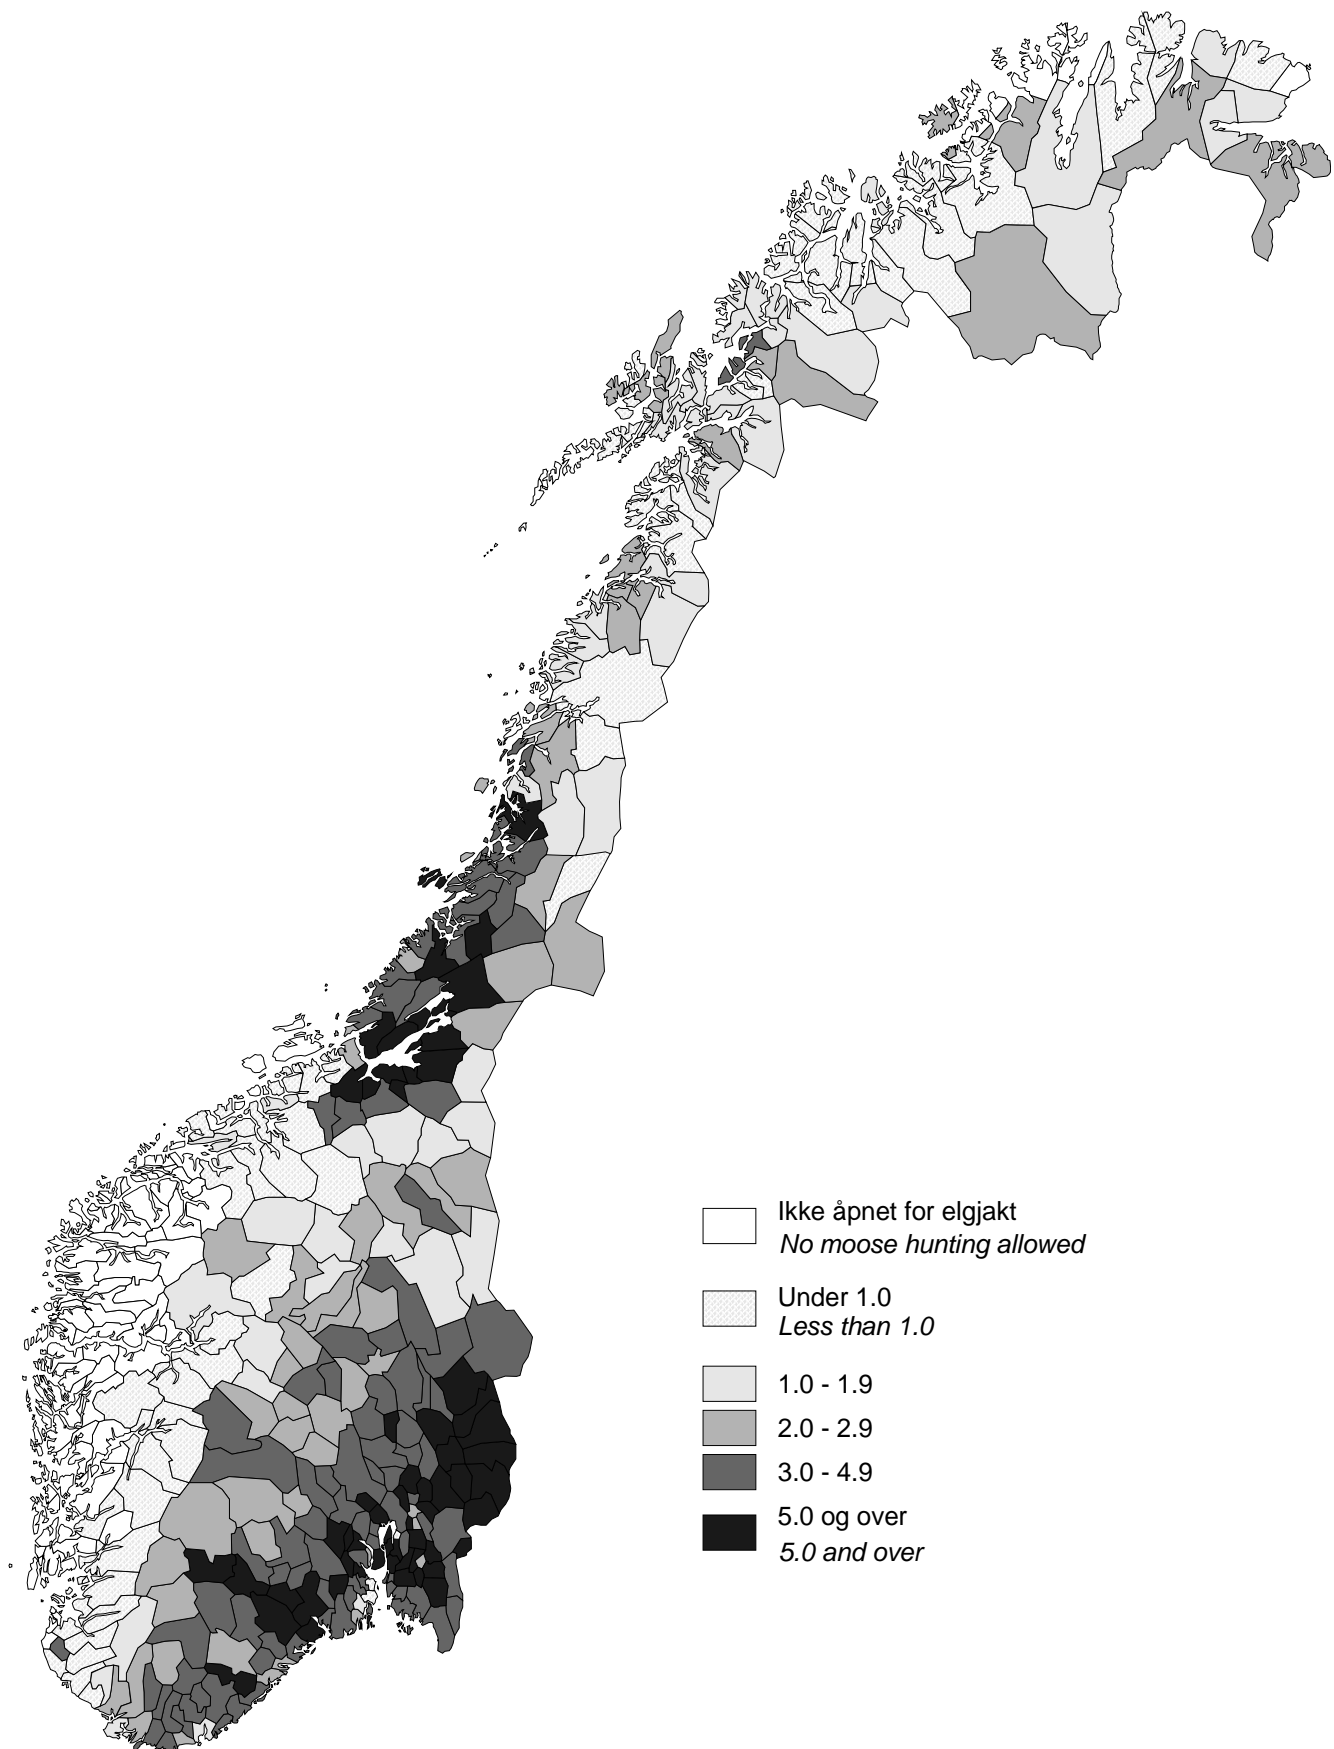 Ikke åpnet for elgjakt
No moose hunting allowed
Under 1.0
Less than 1.0
1.0 - 1.9
2.0 - 2.9
3.0 - 4.9
5.0 og over
5.0 and over